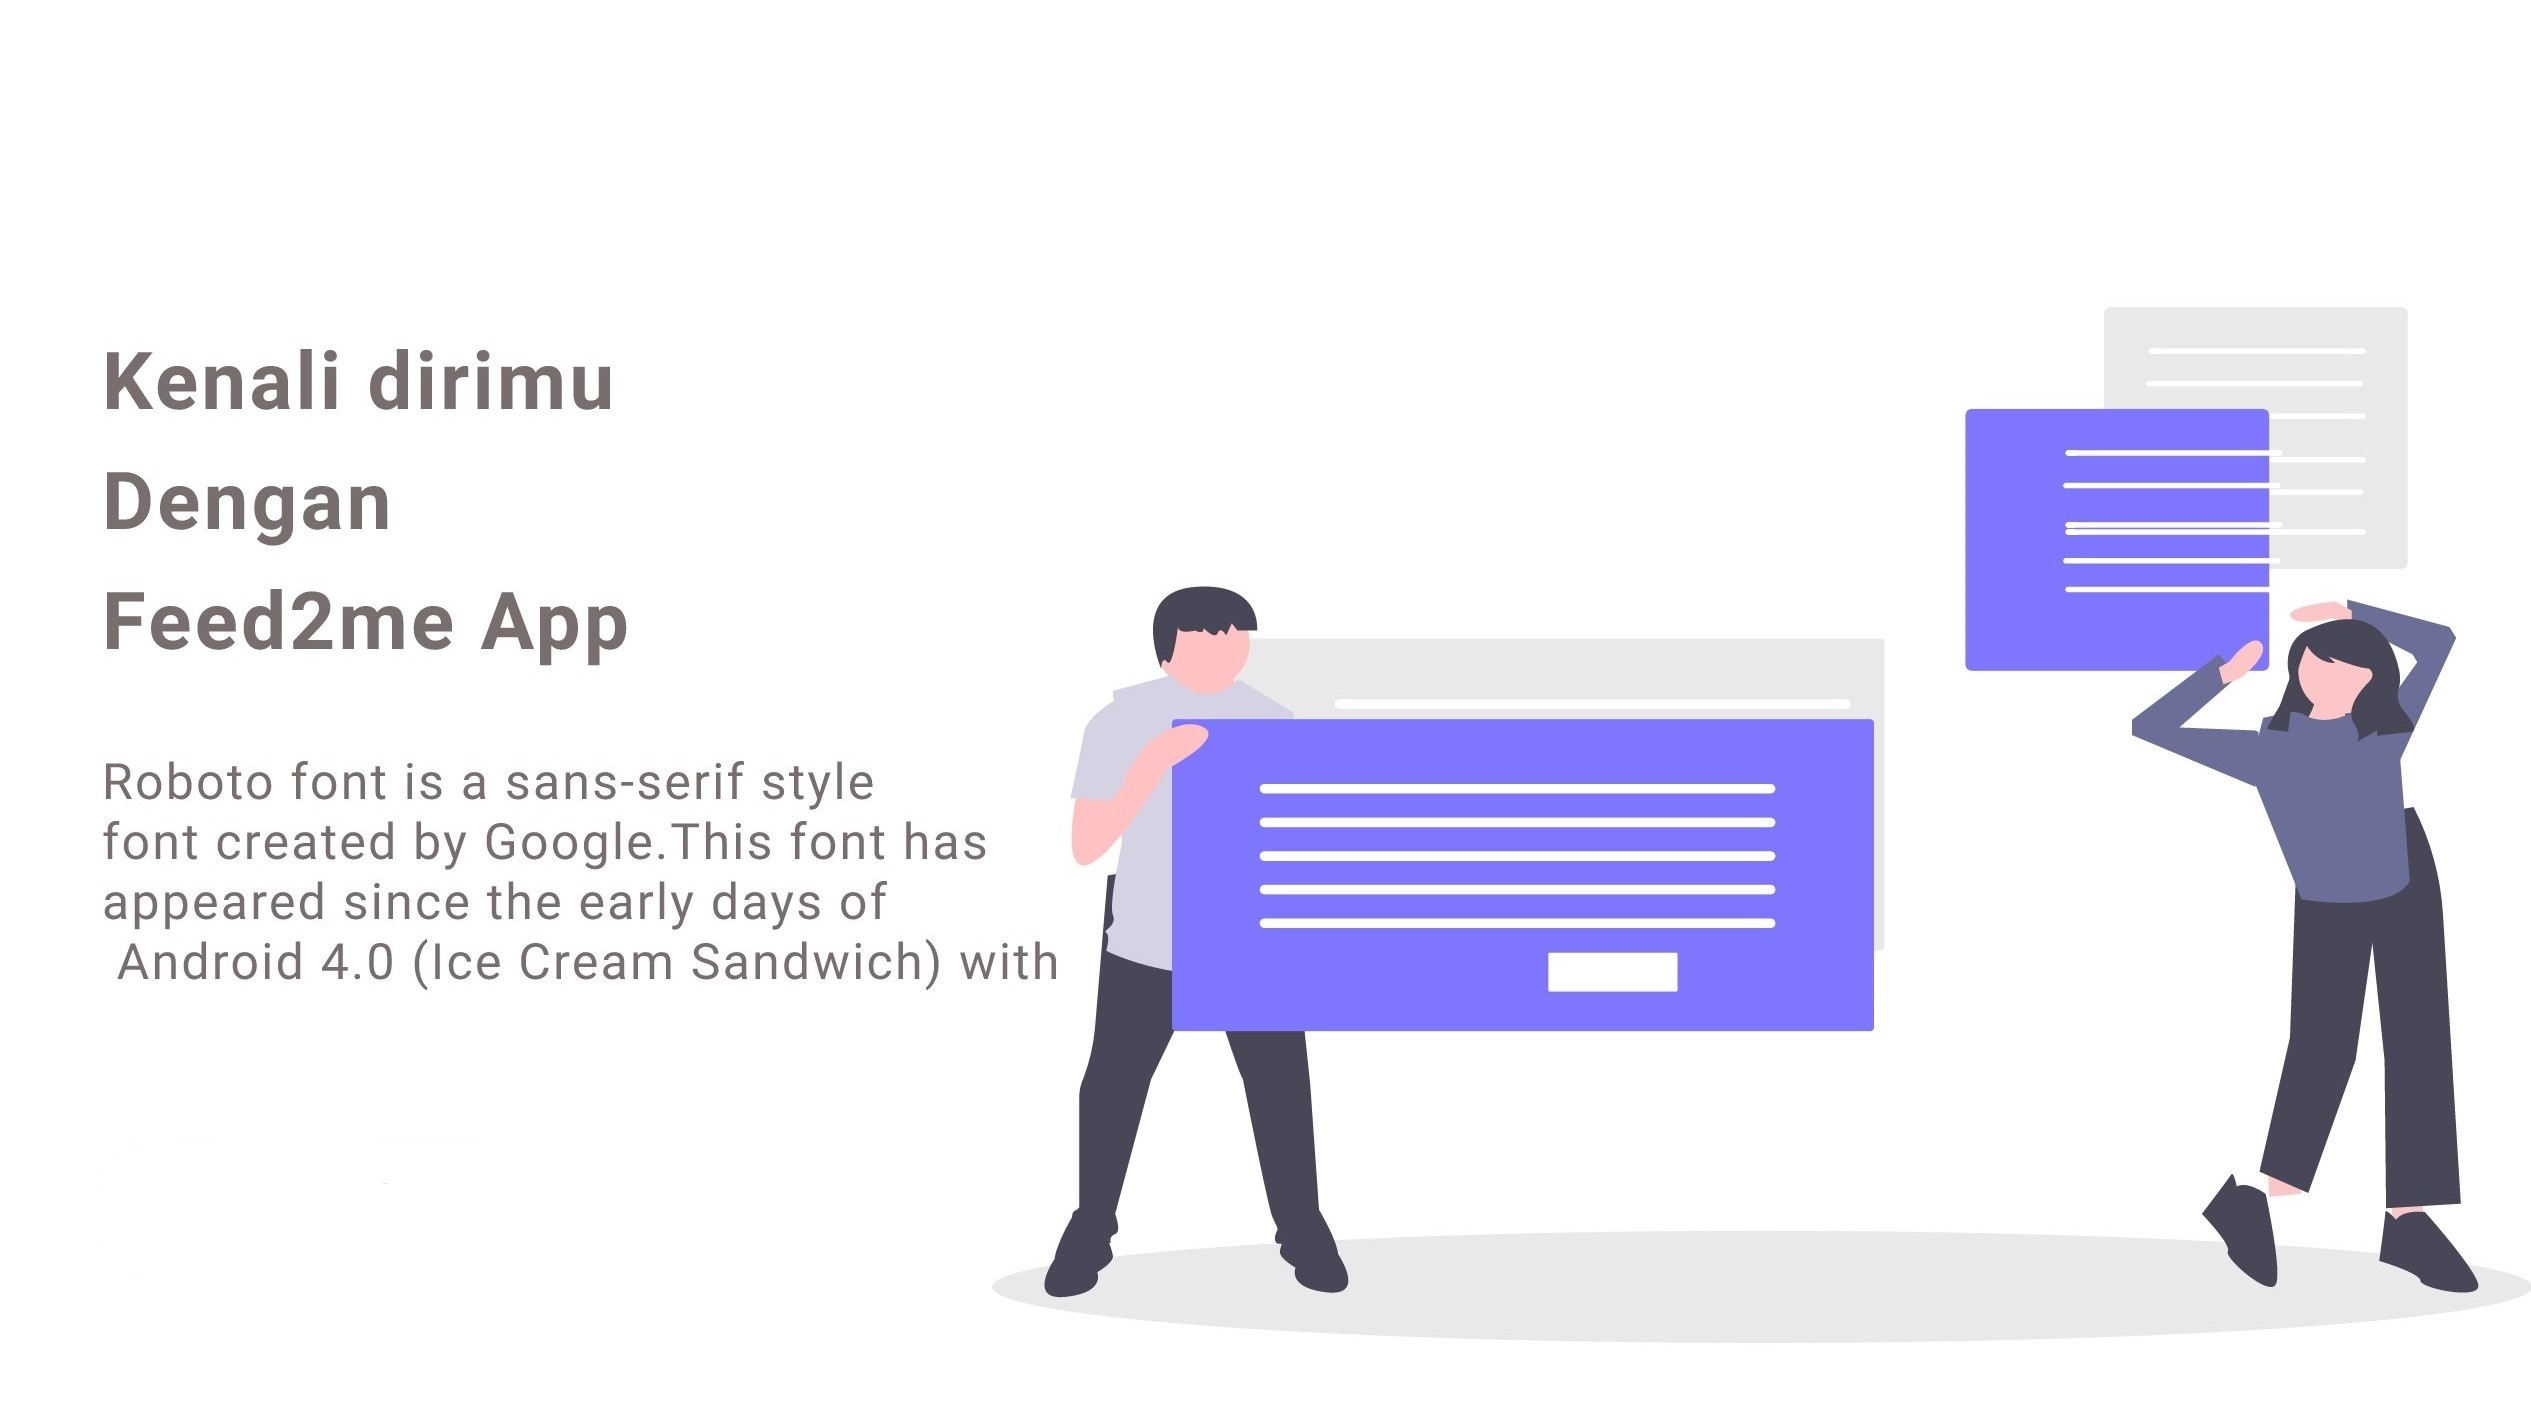 Kenali dirimu
Dengan
Feed2me App
Roboto font is a sans-serif style
font created by Google.This font has
appeared since the early days of
Android 4.0 (Ice Cream Sandwich) with